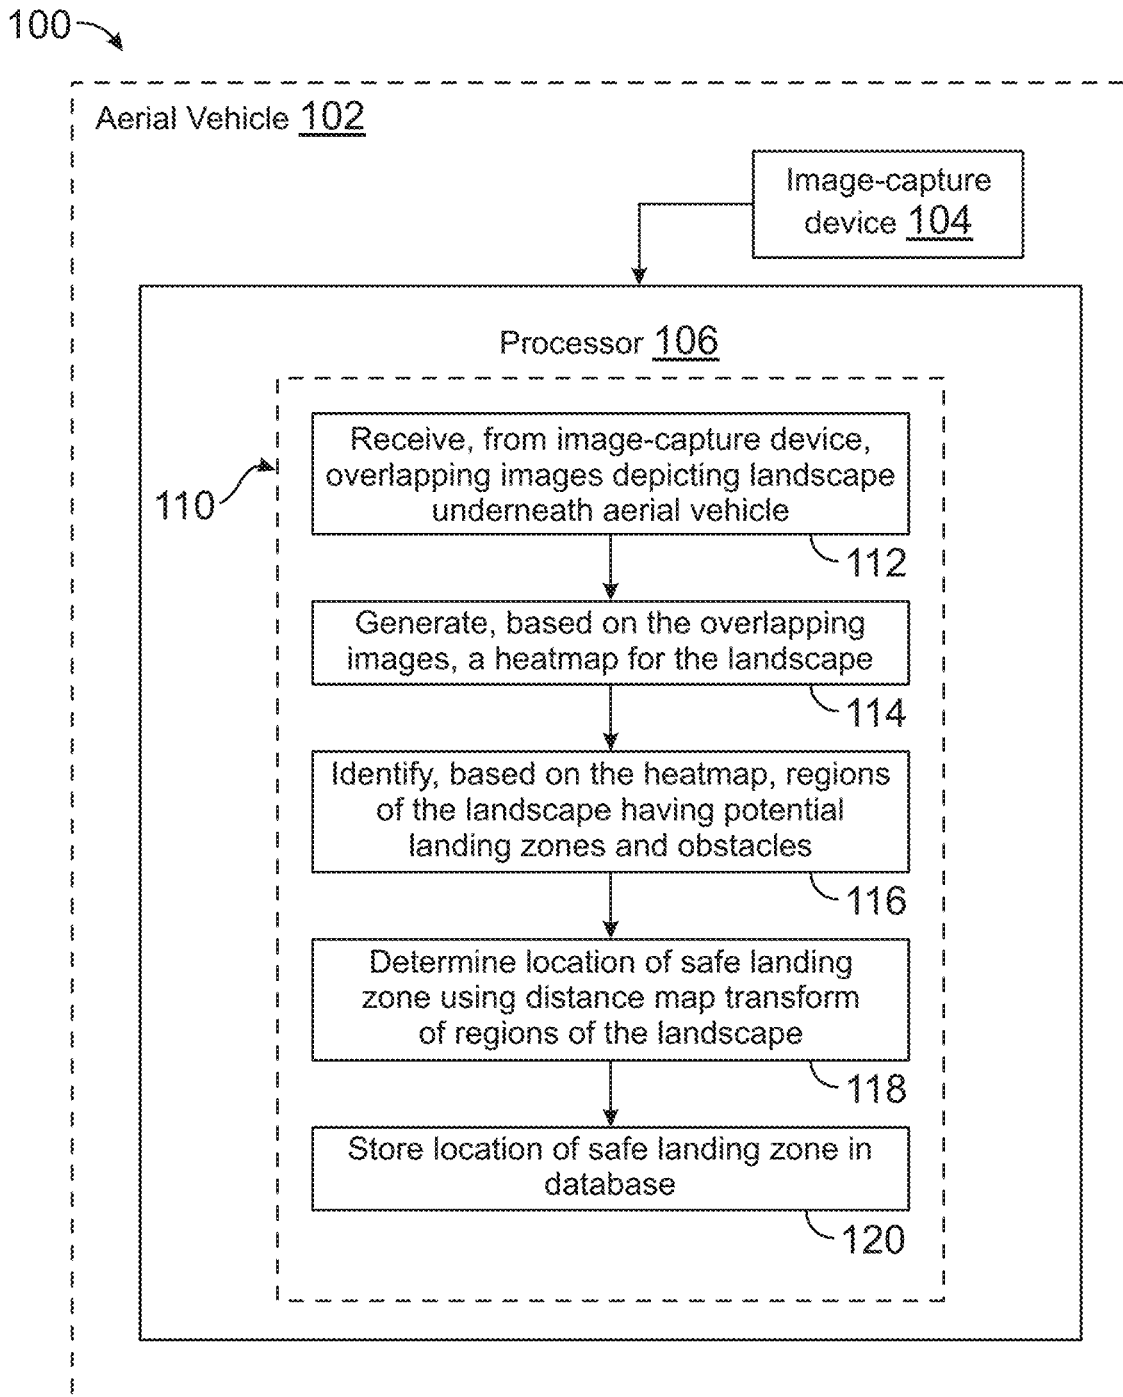 100
Aerial Vehicle 102
Image-capture
device 104
Processor 106
110
Receive, from image-capture device,
overlapping images depicting landscape
underneath aerial vehicle
112
Generate, based on the overlapping
images, a heatmap for the landscape
114
Identify, based on the heatmap, regions
of the landscape having potential
landing zones and obstacles
116
Determine location of safe landing
zone using distance map transform
of regions of the landscape
118
Store location of safe landing zone in
database
120